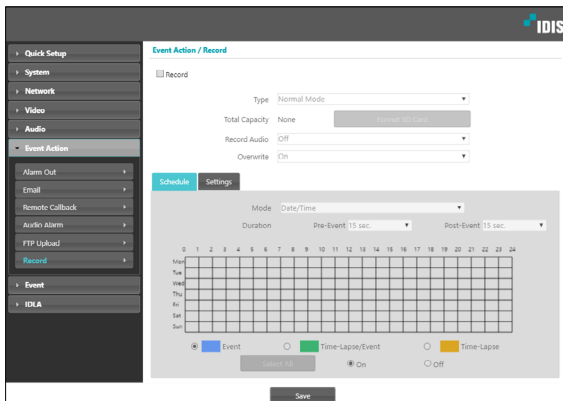 IDIS
Quick Setup
System
Network
Video
Audio
Event Action
Alarm Out
Email
Remote Callback
Audio Alarm
FTP Upload
Record
Event
IDLA
Event Action / Record
Record
Type Normal Mode
Total Capacity None Format SD Card
Record Audio Off
Overwrite On
Schedule Settings
Mode Date/Time
Duration Pre-Event 15 sec. Post-Event 15 sec.
0 1 2 3 4 5 6 7 8 9 10 11 12 13 14 15 16 17 18 19 20 21 22 23 24
Mon
Tue
Wed
Thu
Fri
Sat
Sun
Event Time-Lapse/Event Time-Lapse
Select All On Off
Save